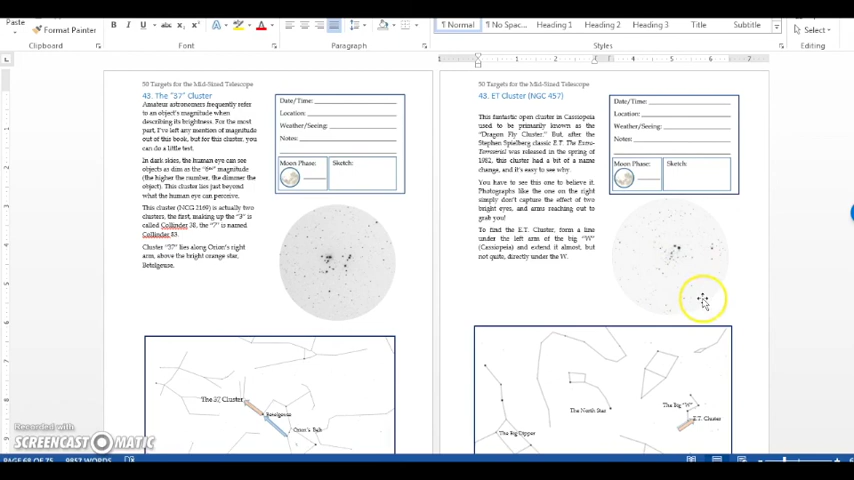 Paste
Format Painter
B I U abc x₂ x² A A
Clipboard
Font
Paragraph
¶ Normal ¶ No Spac... Heading 1 Heading 2 Heading 3 Title Subtitle
Styles
Select
Editing
50 Targets for the Mid-Sized Telescope
43. The "37" Cluster
Amateur astronomers frequently refer
to an object's magnitude when
describing its brightness. For the most
part, I've left any mention of magnitude
out of this book, but for this cluster, you
can do a little test.
In dark skies, the human eye can see
objects as dim as the "6th" magnitude
(the higher the number, the dimmer the
object). This cluster lies just beyond
what the human eye can perceive.
This cluster (NCG 2169) is actually two
clusters, the first, making up the "3" is
called Collinder 38, the "7" is named
Collinder 83.
Cluster "37" lies along Orion's right
arm, above the bright orange star,
Betelgeuse.
Date/Time:
Location:
Weather/Seeing:
Notes:
Moon Phase:
Sketch:
The 37 Cluster
Betelgeuse
Orion's Belt
50 Targets for the Mid-Sized Telescope
43. ET Cluster (NGC 457)
This fantastic open cluster in Cassiopeia
used to be primarily known as the
"Dragon Fly Cluster." But, after the
Stephen Spielberg classic E.T. The Extra-
Terrestrial was released in the spring of
1982, this cluster had a bit of a name
change, and it's easy to see why.
You have to see this one to believe it.
Photographs like the one on the right
simply don't capture the effect of two
bright eyes, and arms reaching out to
grab you!
To find the E.T. Cluster, form a line
under the left arm of the big "W"
(Cassiopeia) and extend it almost, but
not quite, directly under the W.
Date/Time:
Location:
Weather/Seeing:
Notes:
Moon Phase:
Sketch:
The North Star
The Big "W"
E.T. Cluster
The Big Dipper
Recorded with
SCREENCAST MATIC
PAGE 68 OF 75 9857 WORDS